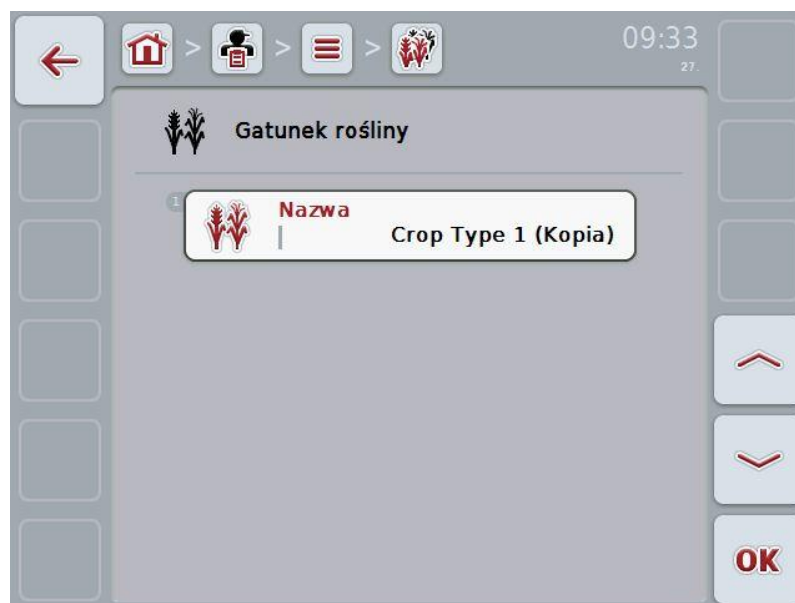 > > >
09:33
27.
Gatunek rośliny
1
Nazwa
Crop Type 1 (Kopia)
OK